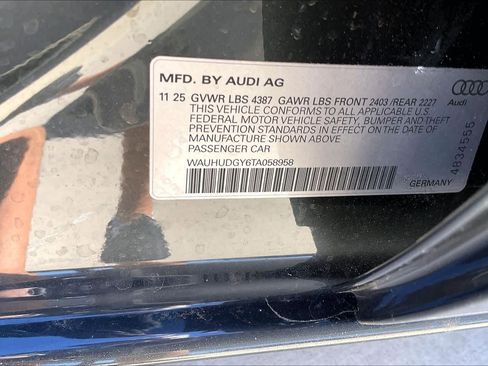 MFD. BY AUDI AG
11 25 GVWR LBS 4387 GAWR LBS FRONT 2403 /REAR 2227
THIS VEHICLE CONFORMS TO ALL APPLICABLE U.S.
FEDERAL MOTOR VEHICLE SAFETY, BUMPER AND THEFT
PREVENTION STANDARDS IN EFFECT ON THE DATE OF
MANUFACTURE SHOWN ABOVE
PASSENGER CAR
WAUHUDGY6TA058958
GERMANY
Audi
4834555